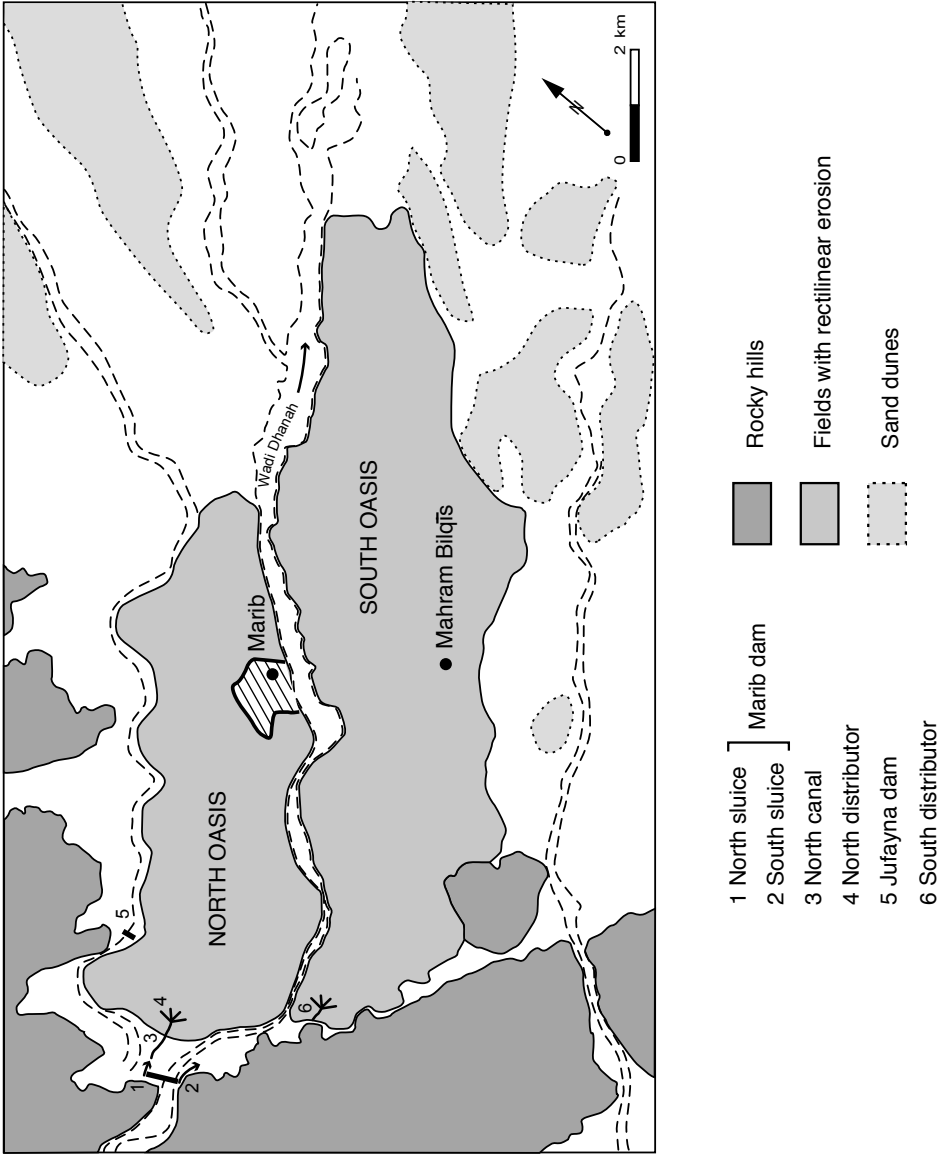 NORTH OASIS
SOUTH OASIS
Marib
Mahram Bilqīs
Wadi Dhanah
1
2
3
4
5
6
N
0 2 km
1 North sluice
2 South sluice
Marib dam
3 North canal
4 North distributor
5 Jufayna dam
6 South distributor
Rocky hills
Fields with rectilinear erosion
Sand dunes